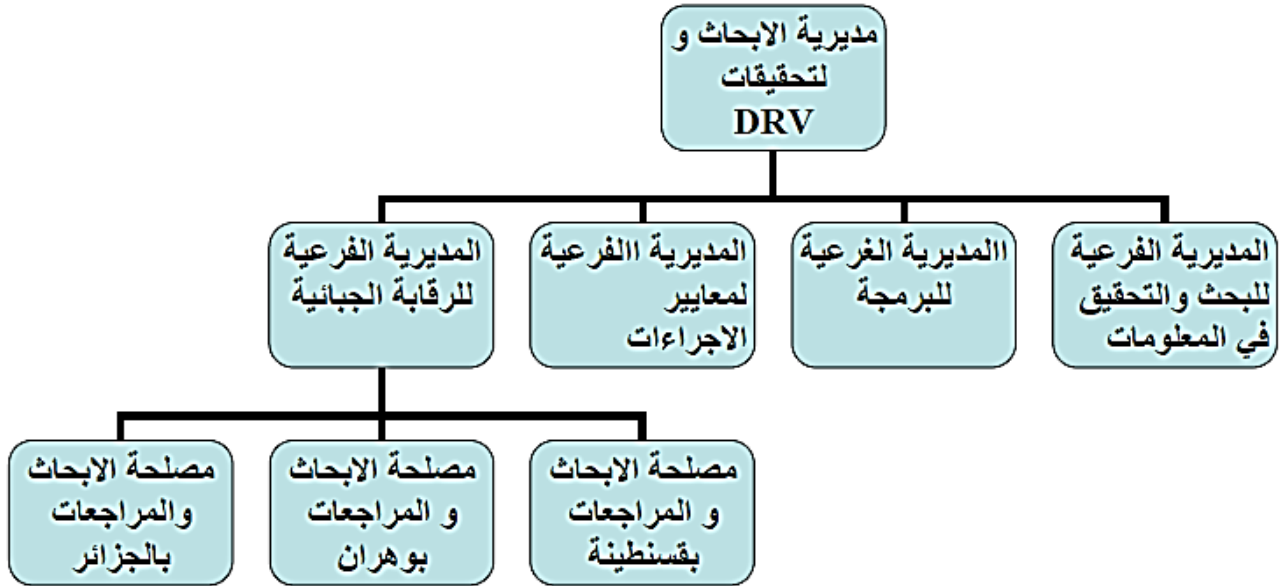 مديرية الابحاث و
لتحقيقات
DRV
المديرية الفرعية
للبحث والتحقيق
في المعلومات
االمديرية الغرعية
للبرمجة
المديرية االفرعية
لمعايير
الاجراءات
المديرية الفرعية
للرقابة الجبائية
مصلحة الابحاث
و المراجعات
بقسنطينة
مصلحة الابحاث
و المراجعات
بوهران
مصلحة الابحاث
والمراجعات
بالجزائر